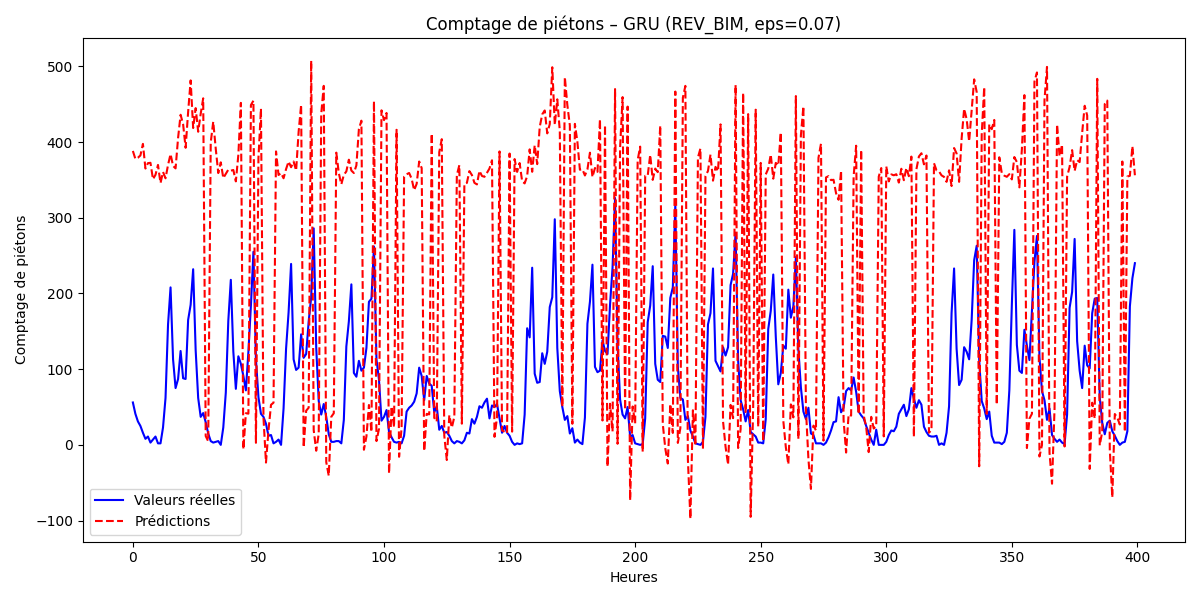 Comptage de piétons – GRU (REV_BIM, eps=0.07)
Comptage de piétons
500
400
300
200
100
0
−100
Valeurs réelles
Prédictions
0 50 100 150 200 250 300 350 400
Heures